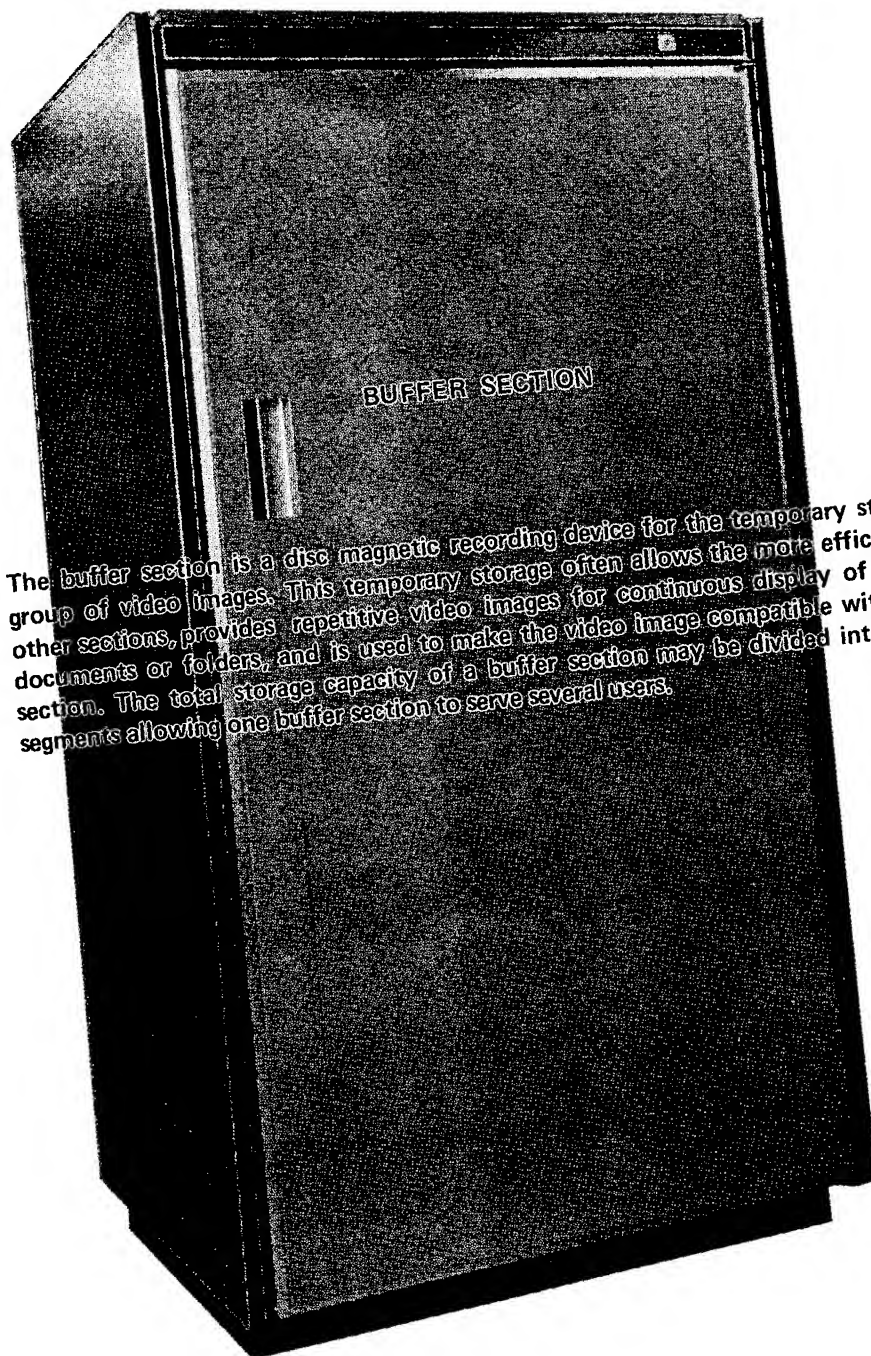 BUFFER SECTION
The buffer section is a disc magnetic recording device for the temporary st
group of video images. This temporary storage often allows the more effic
other sections, provides repetitive video images for continuous display of
documents or folders, and is used to make the video image compatible wit
section. The total storage capacity of a buffer section may be divided int
segments allowing one buffer section to serve several users.